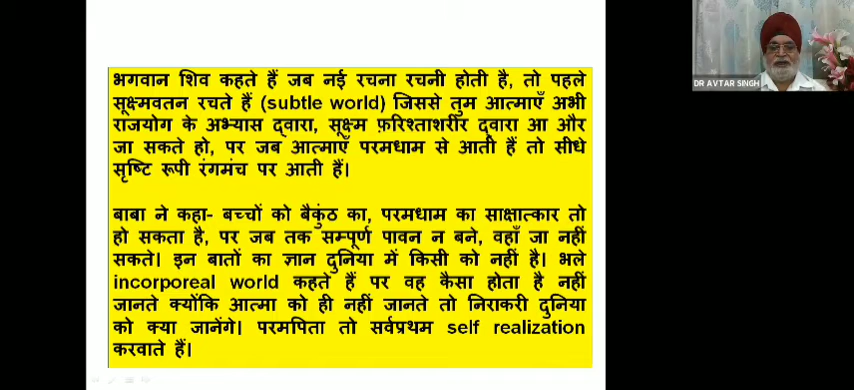 भगवान शिव कहते हैं जब नई रचना रचनी होती है, तो पहले
सूक्ष्मवतन रचते हैं (subtle world) जिससे तुम आत्माएँ अभी
राजयोग के अभ्यास द्वारा, सूक्ष्म फ़रिश्ताशरीर द्वारा आ और
जा सकते हो, पर जब आत्माएँ परमधाम से आती हैं तो सीधे
सृष्टि रूपी रंगमंच पर आती हैं।
बाबा ने कहा- बच्चों को बैकुंठ का, परमधाम का साक्षात्कार तो
हो सकता है, पर जब तक सम्पूर्ण पावन न बने, वहाँ जा नहीं
सकते। इन बातों का ज्ञान दुनिया में किसी को नहीं है। भले
incorporeal world कहते हैं पर वह कैसा होता है नहीं
जानते क्योंकि आत्मा को ही नहीं जानते तो निराकरी दुनिया
को क्या जानेंगे। परमपिता तो सर्वप्रथम self realization
करवाते हैं।
DR AVTAR SINGH